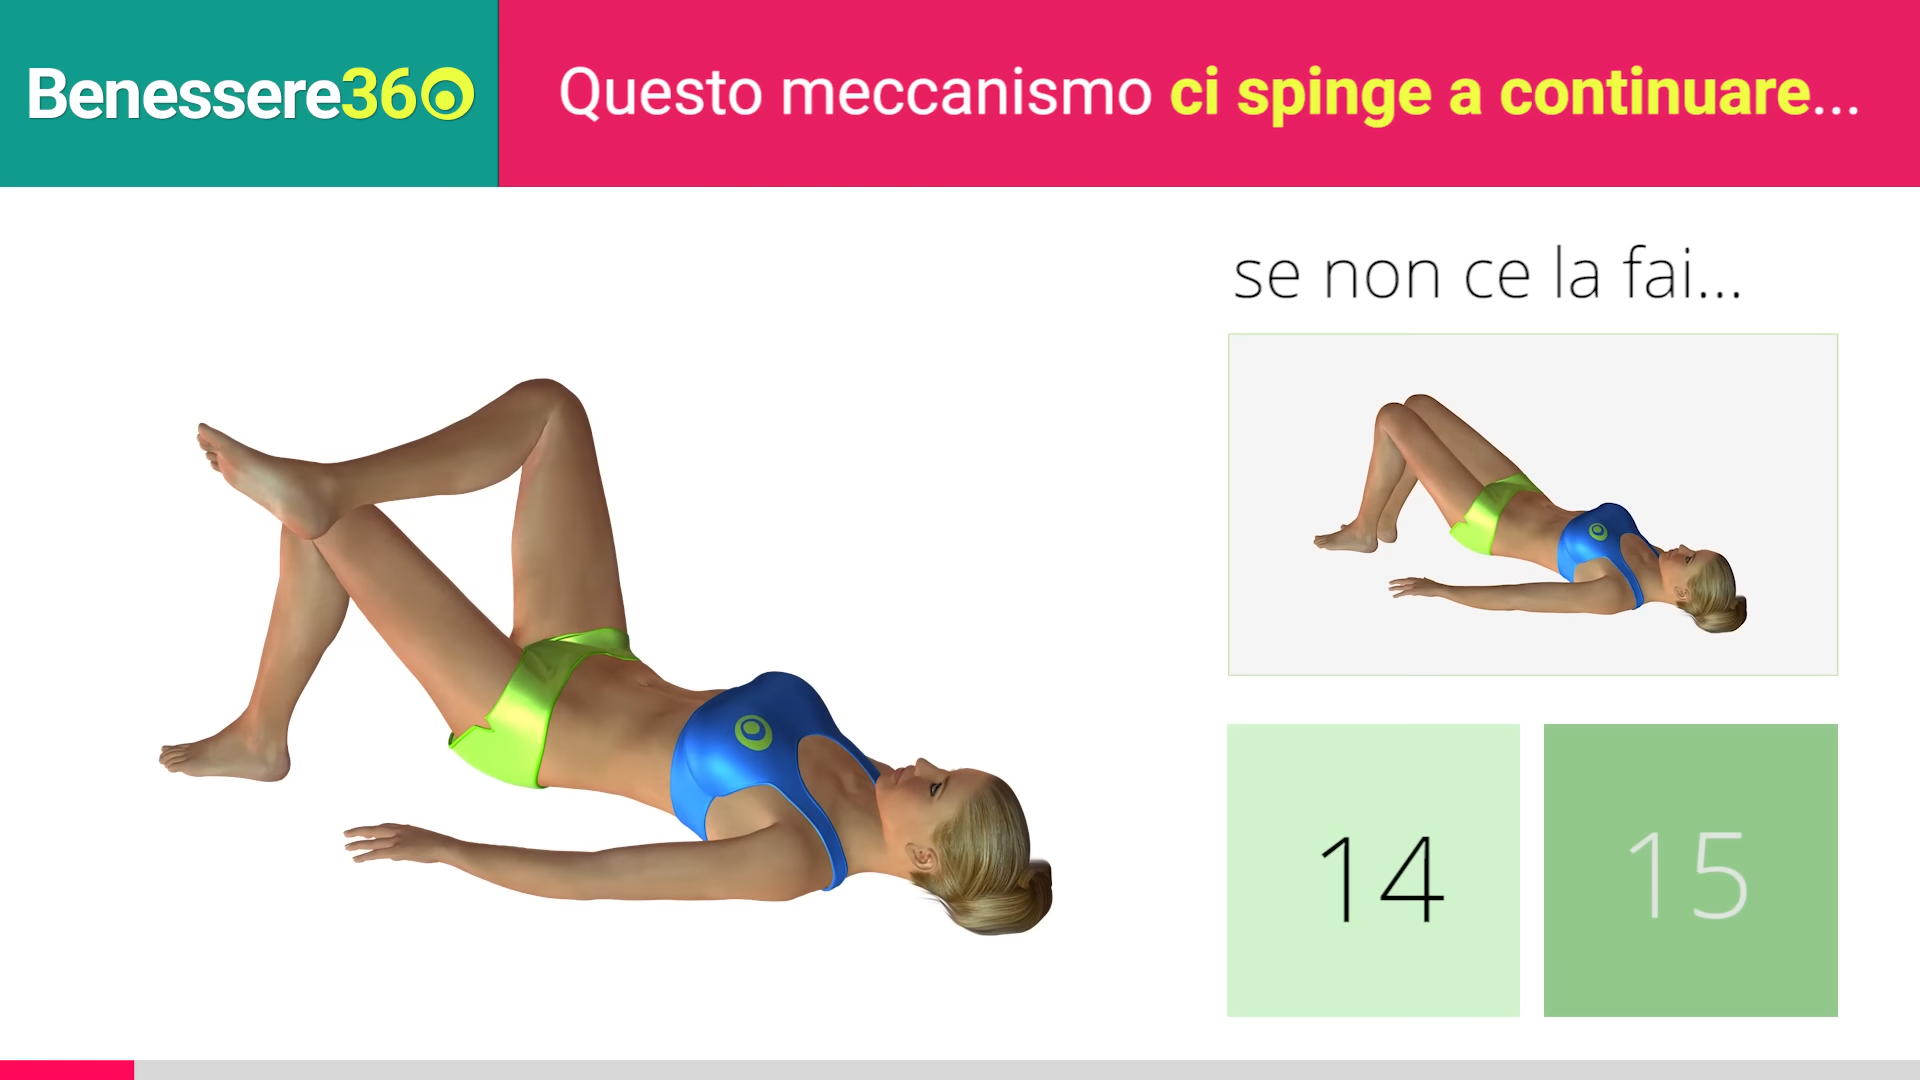 Benessere360
Questo meccanismo ci spinge a continuare...
se non ce la fai...
14
15